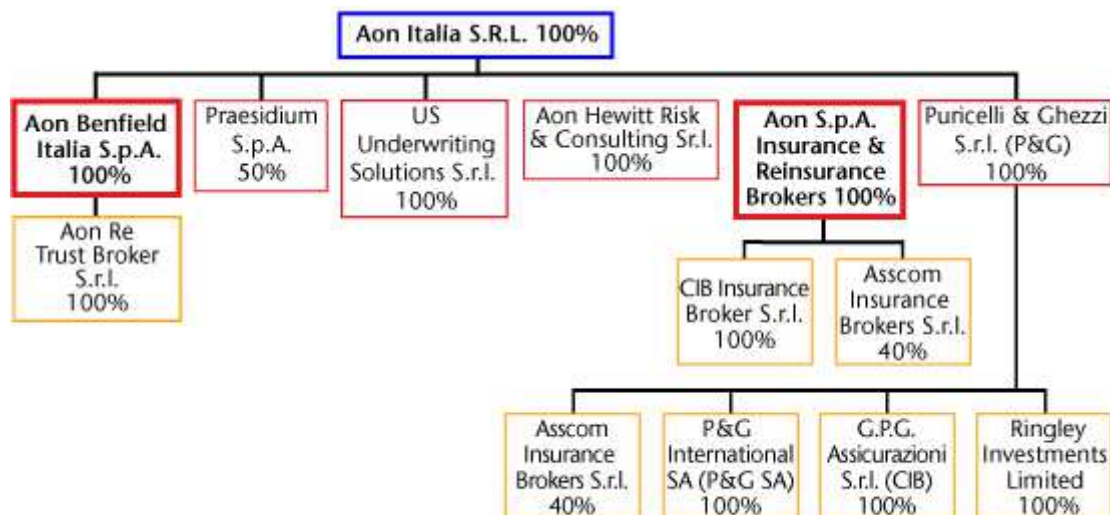 Aon Italia S.R.L. 100%
Aon Benfield
Italia S.p.A.
100%
Praesidium
S.p.A.
50%
US
Underwriting
Solutions S.r.l.
100%
Aon Hewitt Risk
& Consulting Sr.l.
100%
Aon S.p.A.
Insurance &
Reinsurance
Brokers 100%
Puricelli & Ghezzi
S.r.l. (P&G)
100%
Aon Re
Trust Broker
S.r.l.
100%
CIB Insurance
Broker S.r.l.
100%
Asscom
Insurance
Brokers S.r.l.
40%
Asscom
Insurance
Brokers S.r.l.
40%
P&G
International
SA (P&G SA)
100%
G.P.G.
Assicurazioni
S.r.l. (CIB)
100%
Ringley
Investments
Limited
100%